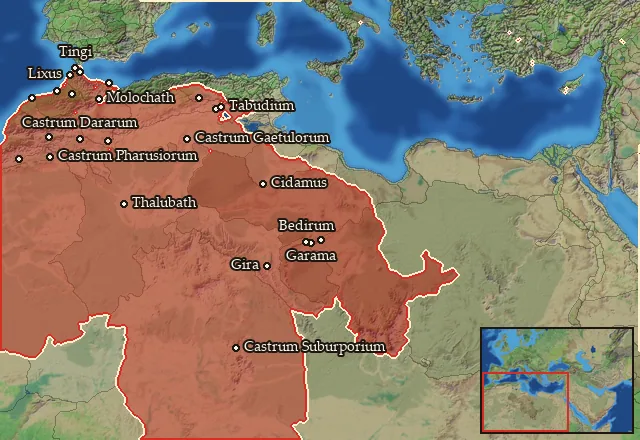 Tingi
Lixus
Molochath
Tabudium
Castrum Dararum
Castrum Gaetulorum
Castrum Pharusiorum
Cidamus
Thalubath
Bedirum
Garama
Gira
Castrum Suburporium